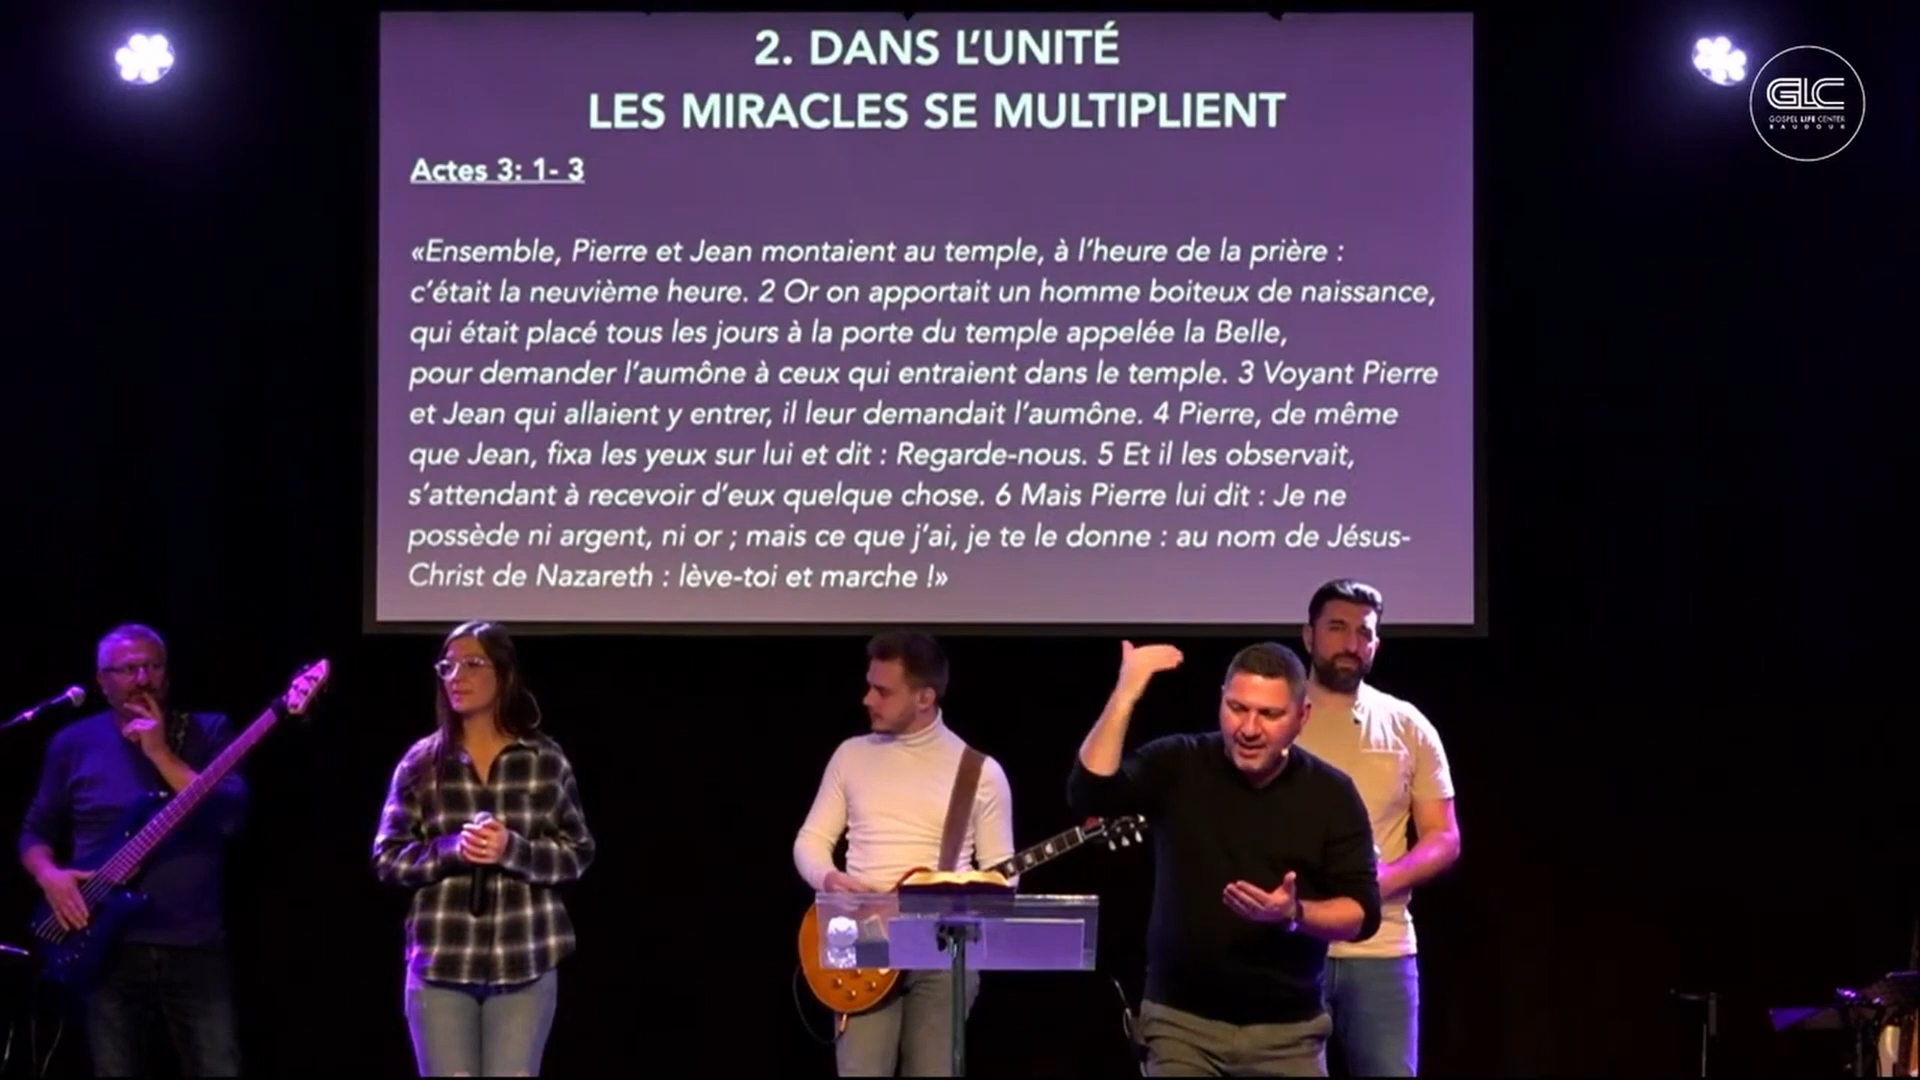 2. DANS L'UNITÉ
LES MIRACLES SE MULTIPLIENT
Actes 3: 1- 3
«Ensemble, Pierre et Jean montaient au temple, à l'heure de la prière :
c'était la neuvième heure. 2 Or on apportait un homme boiteux de naissance,
qui était placé tous les jours à la porte du temple appelée la Belle,
pour demander l'aumône à ceux qui entraient dans le temple. 3 Voyant Pierre
et Jean qui allaient y entrer, il leur demandait l'aumône. 4 Pierre, de même
que Jean, fixa les yeux sur lui et dit : Regarde-nous. 5 Et il les observait,
s'attendant à recevoir d'eux quelque chose. 6 Mais Pierre lui dit : Je ne
possède ni argent, ni or ; mais ce que j'ai, je te le donne : au nom de Jésus-
Christ de Nazareth : lève-toi et marche !»
GLC
GOSPEL LIFE CENTER
BAUDOUR